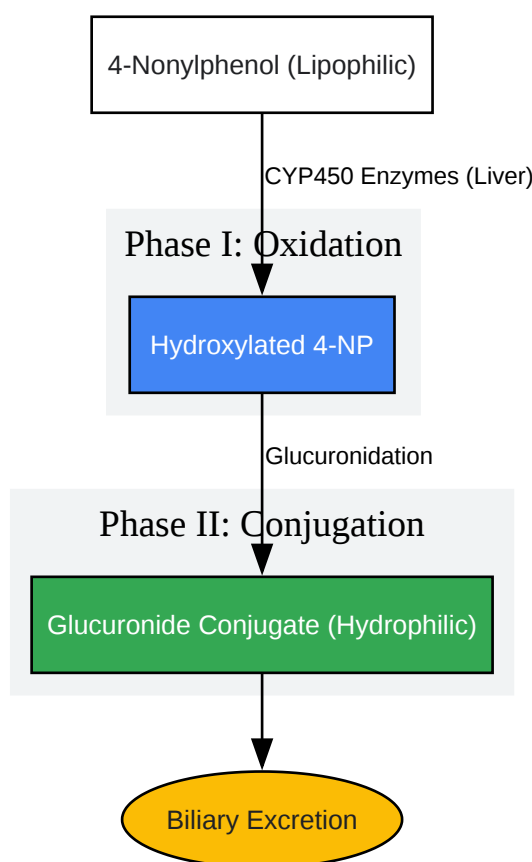 4-Nonylphenol (Lipophilic)
CYP450 Enzymes (Liver)
Phase I: Oxidation
Hydroxylated 4-NP
Glucuronidation
Phase II: Conjugation
Glucuronide Conjugate (Hydrophilic)
Biliary Excretion